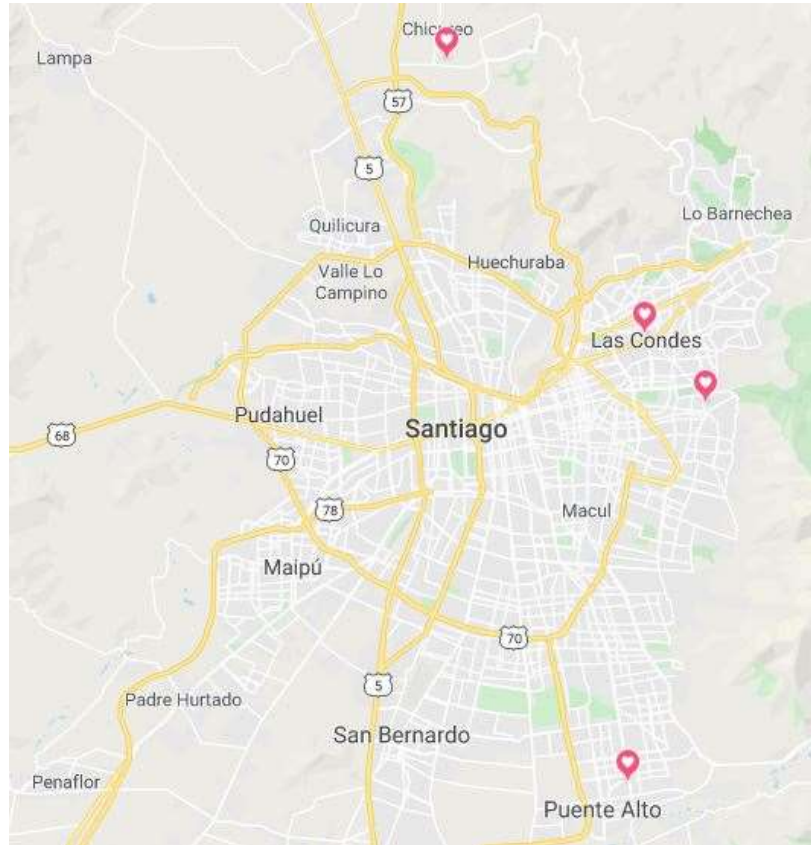 Chicureo
Lampa
57
5
Lo Barnechea
Quilicura
Huechuraba
Valle Lo
Campino
Las Condes
Pudahuel
Santiago
68
70
78
Macul
Maipú
70
5
Padre Hurtado
San Bernardo
Penaflor
Puente Alto